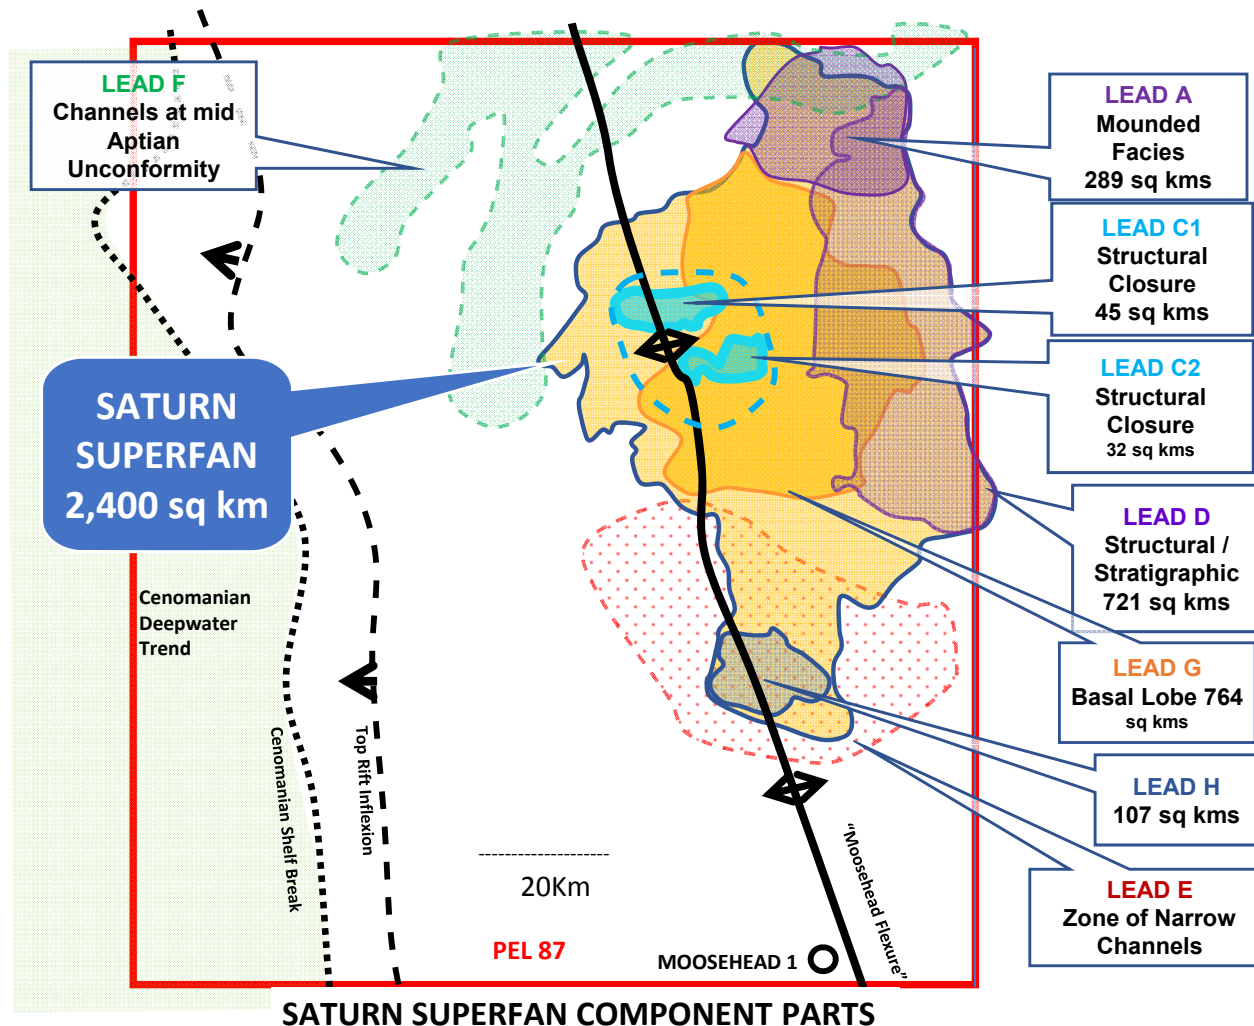 LEAD F
Channels at mid
Aptian
Unconformity
LEAD A
Mounded
Facies
289 sq kms
LEAD C1
Structural
Closure
45 sq kms
LEAD C2
Structural
Closure
32 sq kms
SATURN
SUPERFAN
2,400 sq km
LEAD D
Structural /
Stratigraphic
721 sq kms
Cenomanian
Deepwater
Trend
LEAD G
Basal Lobe 764
sq kms
Cenomanian Shelf Break
Top Rift Inflexion
LEAD H
107 sq kms
20Km
"Moosehead Flexure"
LEAD E
Zone of Narrow
Channels
PEL 87
MOOSEHEAD 1
SATURN SUPERFAN COMPONENT PARTS